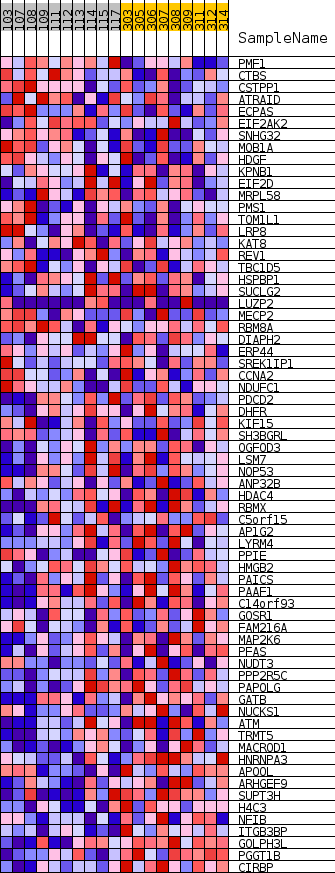 103 107 108 109 111 112 113 114 115 117 303 305 306 307 308 309 311 312 314
SampleName
PMF1
CTBS
CSTPP1
ATRAID
ECPAS
EIF2AK2
SNHG32
MOB1A
HDGF
KPNB1
EIF2D
MRPL58
PMS1
TOM1L1
LRP8
KAT8
REV1
TBC1D5
HSPBP1
SUCLG2
LUZP2
MECP2
RBM8A
DIAPH2
ERP44
SREK1IP1
CCNA2
NDUFC1
PDCD2
DHFR
KIF15
SH3BGRL
OGFOD3
LSM7
NOP53
ANP32B
HDAC4
RBMX
C5orf15
AP1G2
LYRM4
PPIE
HMGB2
PAICS
PAAF1
C14orf93
GOSR1
FAM216A
MAP2K6
PFAS
NUDT3
PPP2R5C
PAPOLG
GATB
NUCKS1
ATM
TRMT5
MACROD1
HNRNPA3
APOOL
ARHGEF9
SUPT3H
H4C3
NFIB
ITGB3BP
GOLPH3L
PGGT1B
CIRBP